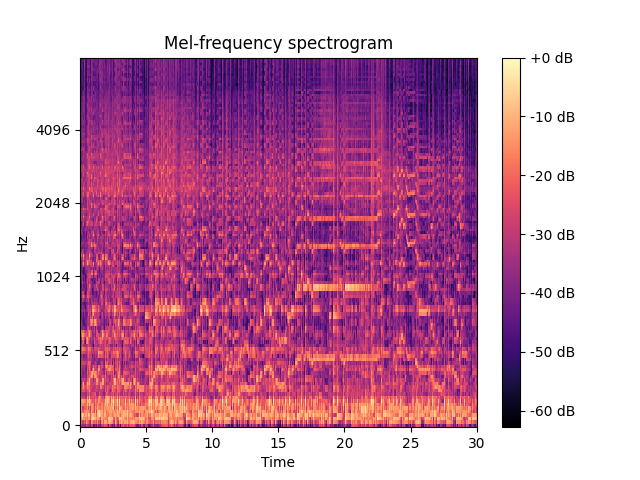 Mel-frequency spectrogram
+0 dB
4096
-10 dB
2048
-20 dB
-30 dB
Hz
1024
-40 dB
512
-50 dB
0
-60 dB
0 5 10 15 20 25 30
Time